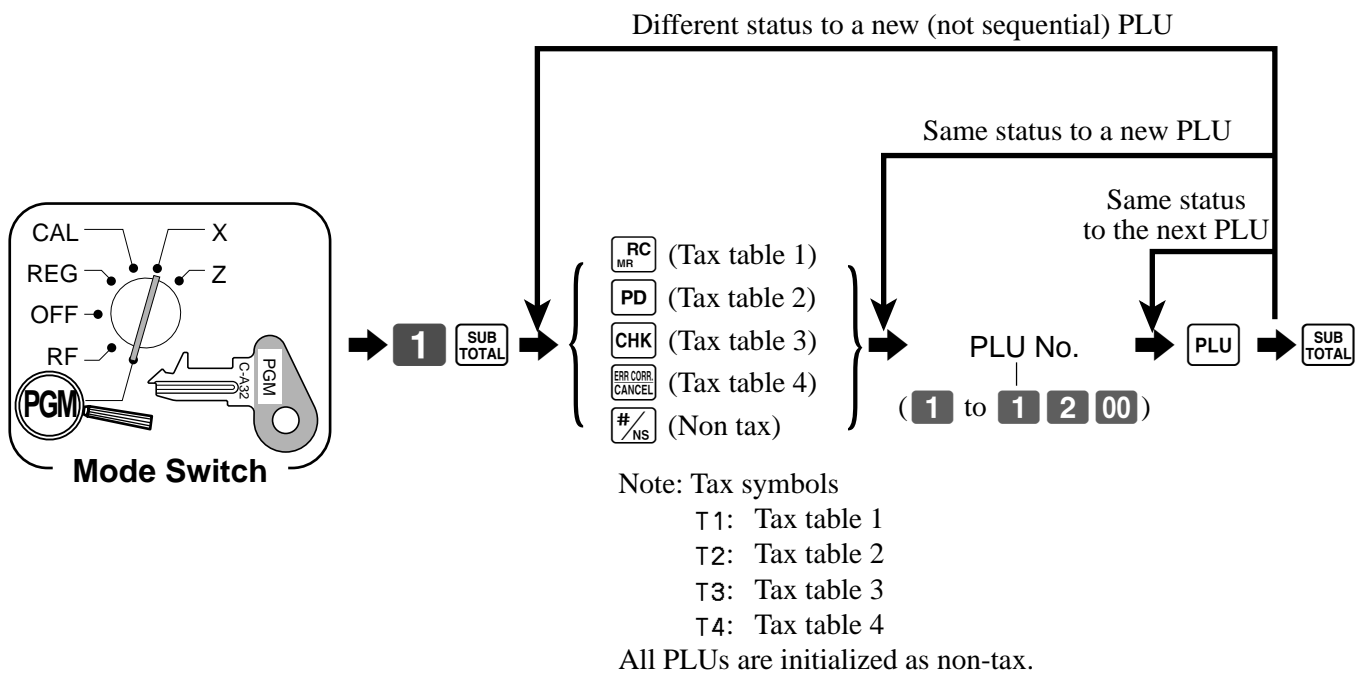 Different status to a new (not sequential) PLU
Same status to a new PLU
Same status
to the next PLU
CAL
X
REG
Z
OFF
RF
PGM
PGM
C-A32
Mode Switch
1 SUB TOTAL
RC MR (Tax table 1)
PD (Tax table 2)
CHK (Tax table 3)
ERR CORR. CANCEL (Tax table 4)
#/NS (Non tax)
PLU No.
(1 to 1 2 00)
PLU
SUB TOTAL
Note: Tax symbols
T1: Tax table 1
T2: Tax table 2
T3: Tax table 3
T4: Tax table 4
All PLUs are initialized as non-tax.